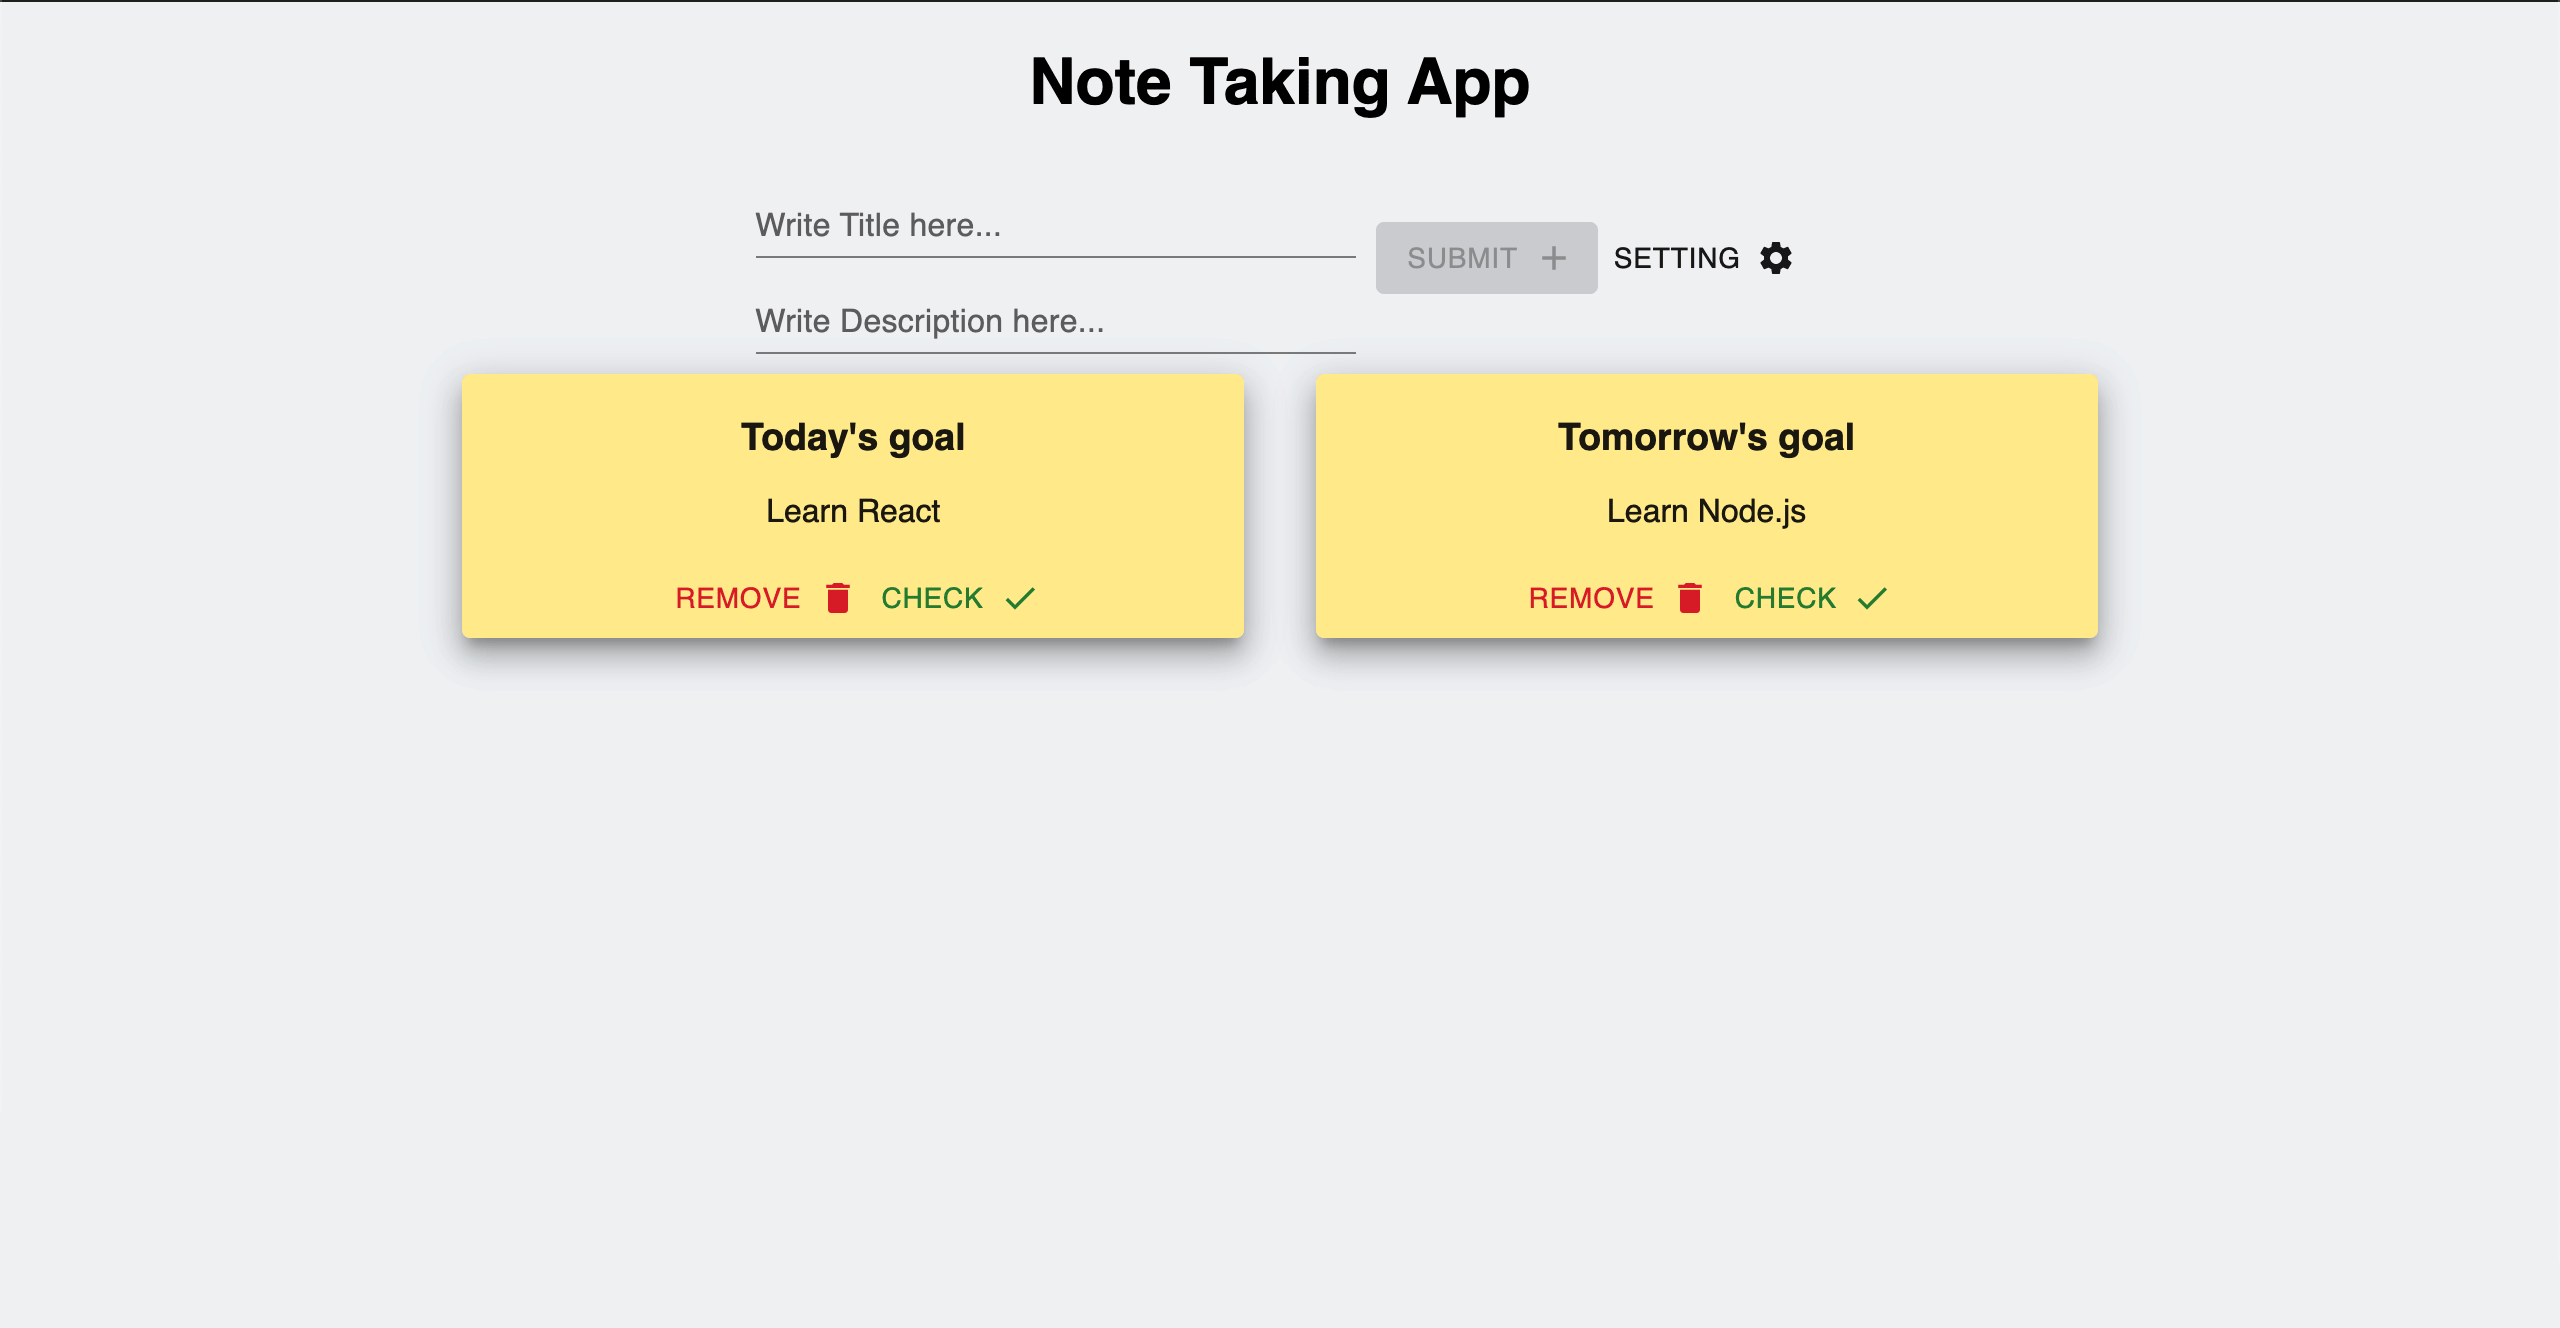 Note Taking App
Write Title here...
SUBMIT
SETTING
Write Description here...
Today's goal
Learn React
REMOVE
CHECK
Tomorrow's goal
Learn Node.js
REMOVE
CHECK